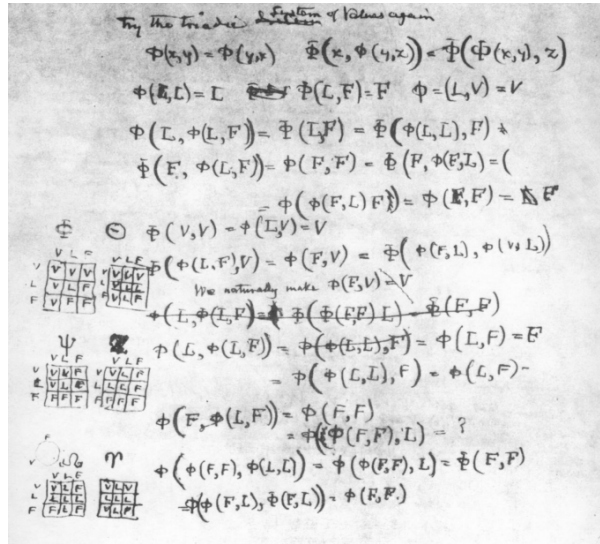 Try the triadic System of Values again
Φ(x,y) = Φ(y,x) Φ(x, Φ(y,z)) = Φ(Φ(x,y), z)
Φ(L,L) = L Φ(L,F) = F Φ=(L,V) = V
Φ(L, Φ(L,F)) = Φ(L,F) = Φ(Φ(L,L), F)
Φ(F, Φ(L,F)) = Φ(F,F) = Φ(F, Φ(F,L) = (
= Φ(Φ(F,L) F)) = Φ(F,F) = F
Φ Θ Φ(V,V) = Φ(L,V) = V
V L F V L F
V V V V V V V V Φ(Φ(L,F),V) = Φ(F,V) = Φ(Φ(F,L), Φ(V,L))
L V L F L
F V F F F V L F We naturally make Φ(F,V) = V
Φ(L, Φ(L,F)) = Φ(Φ(F,F) L) = Φ(F,F)
Ψ Z Φ(L, Φ(L,F)) = Φ(Φ(L,L), F) = Φ(L,F) = F
V L F V L F
V V F V V L F = Φ(Φ(L,L), F) = Φ(L,F)
L L L L L F
F F F F F F F F Φ(F, Φ(L,F)) = Φ(F,F)
= Φ(Φ(F,F), L) = ?
Ω ϒ Φ(Φ(F,F), Φ(L,L)) = Φ(Φ(F,F), L) = Φ(F,F)
V L F
V V L F V L V Φ(Φ(F,L), Φ(F,L)) = Φ(F,F)
L L L L L L L
F F L F V L F